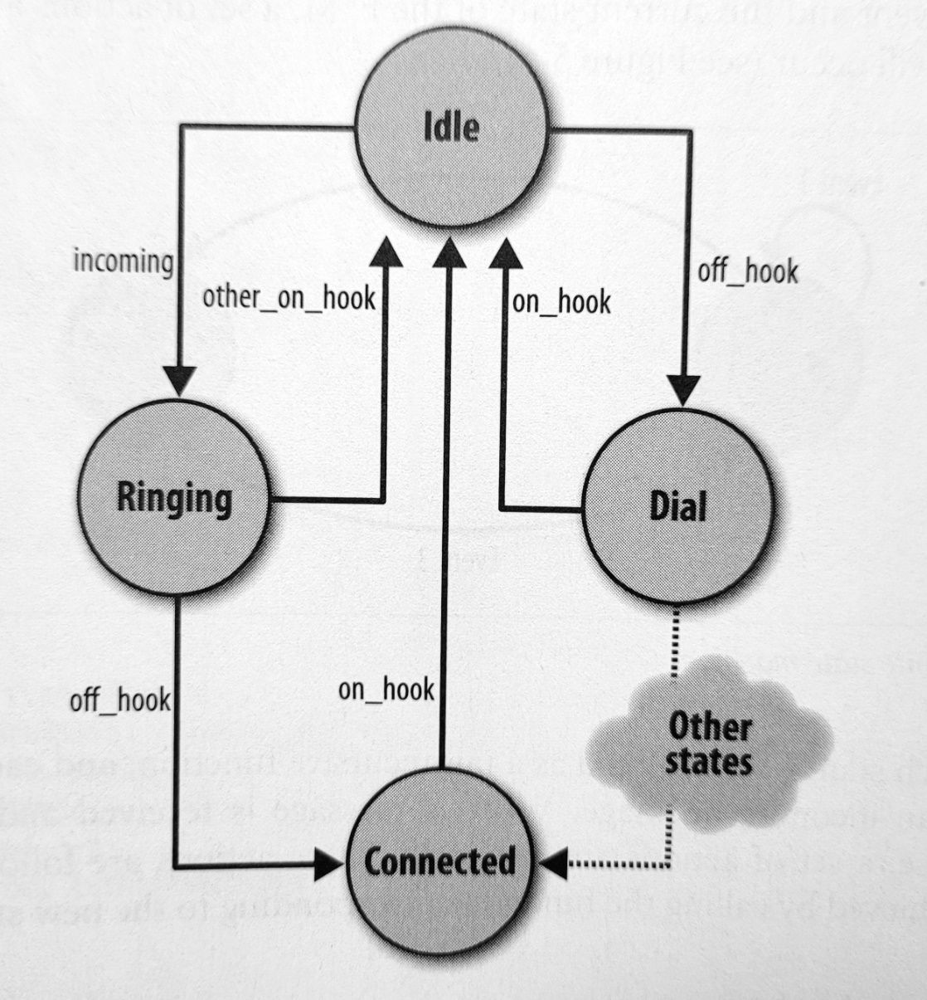 Idle
incoming
other_on_hook
on_hook
off_hook
Ringing
Dial
off_hook
on_hook
Other
states
Connected